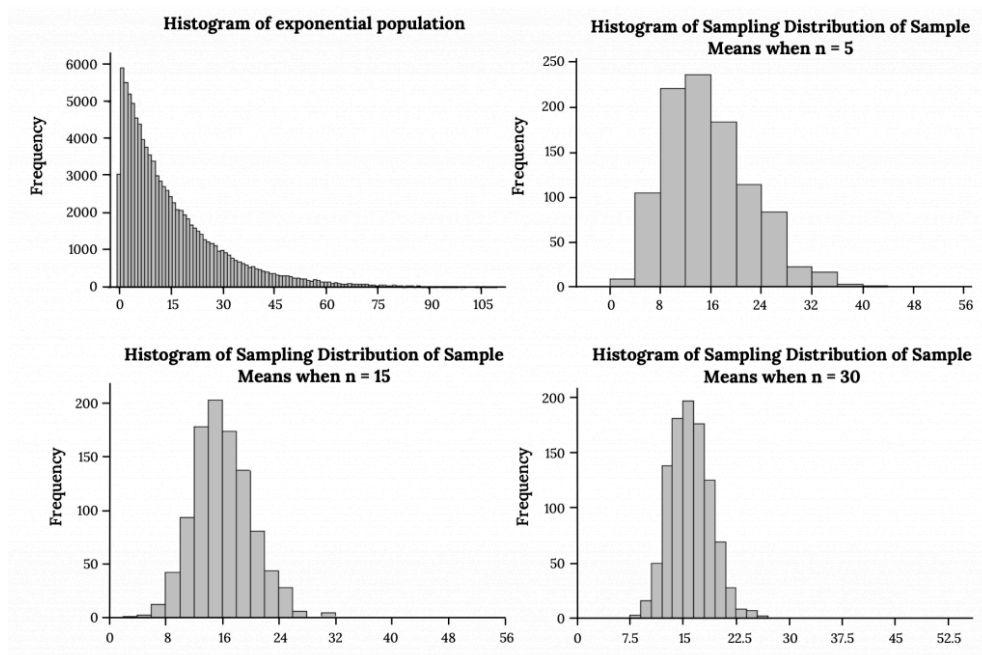 Histogram of exponential population
Frequency
6000
5000
4000
3000
2000
1000
0
0 15 30 45 60 75 90 105
Histogram of Sampling Distribution of Sample
Means when n = 5
Frequency
250
200
150
100
50
0
0 8 16 24 32 40 48 56
Histogram of Sampling Distribution of Sample
Means when n = 15
Frequency
200
150
100
50
0
0 8 16 24 32 40 48 56
Histogram of Sampling Distribution of Sample
Means when n = 30
Frequency
200
150
100
50
0
0 7.5 15 22.5 30 37.5 45 52.5